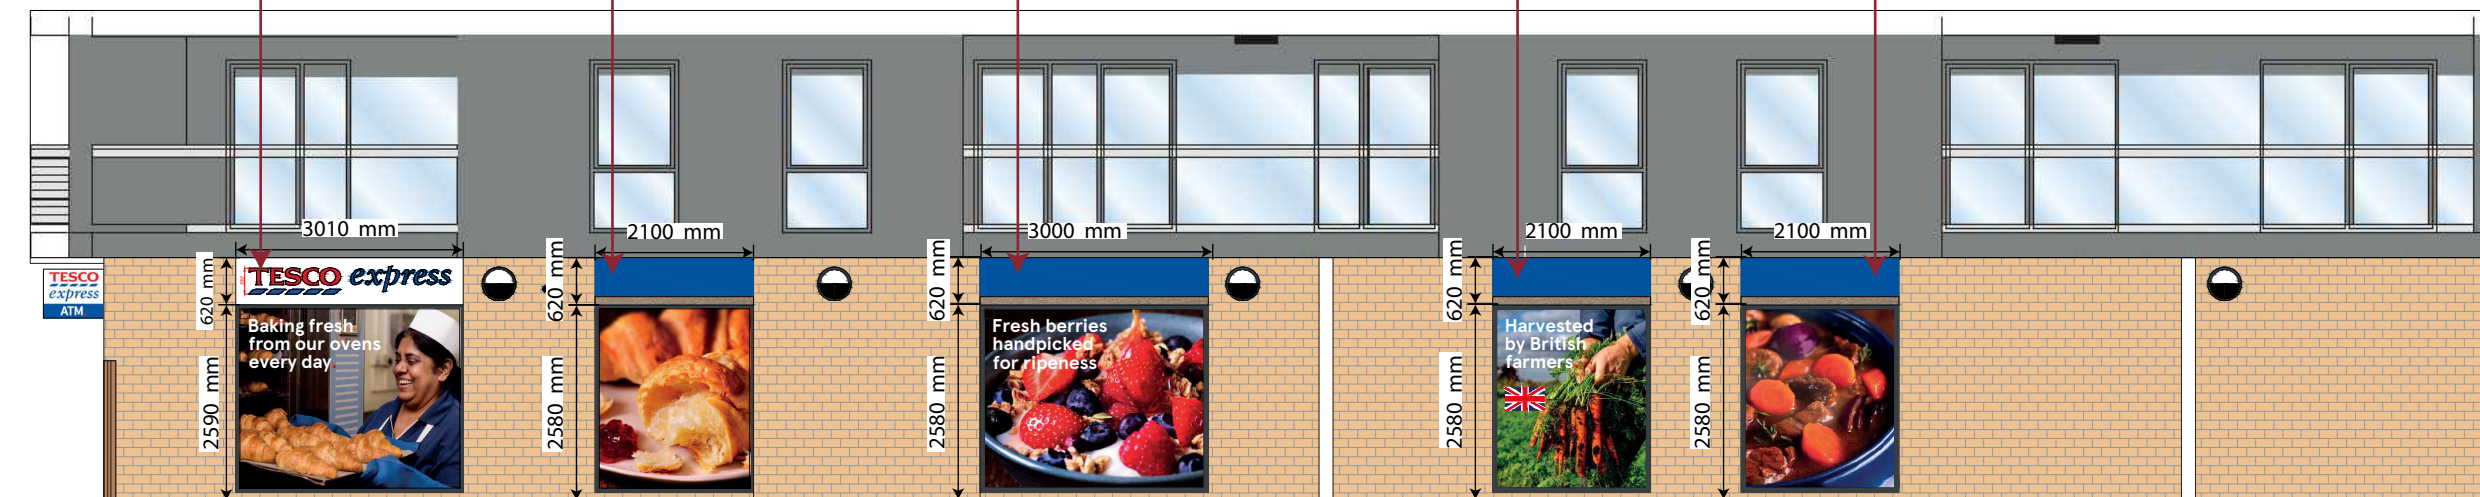 3010 mm
2100 mm
3000 mm
2100 mm
2100 mm
TESCO
express
ATM
620 mm
TESCO express
620 mm
620 mm
620 mm
620 mm
2590 mm
Baking fresh
from our ovens
every day.
2580 mm
2580 mm
Fresh berries
handpicked
for ripeness
2580 mm
Harvested
by British
farmers
2580 mm